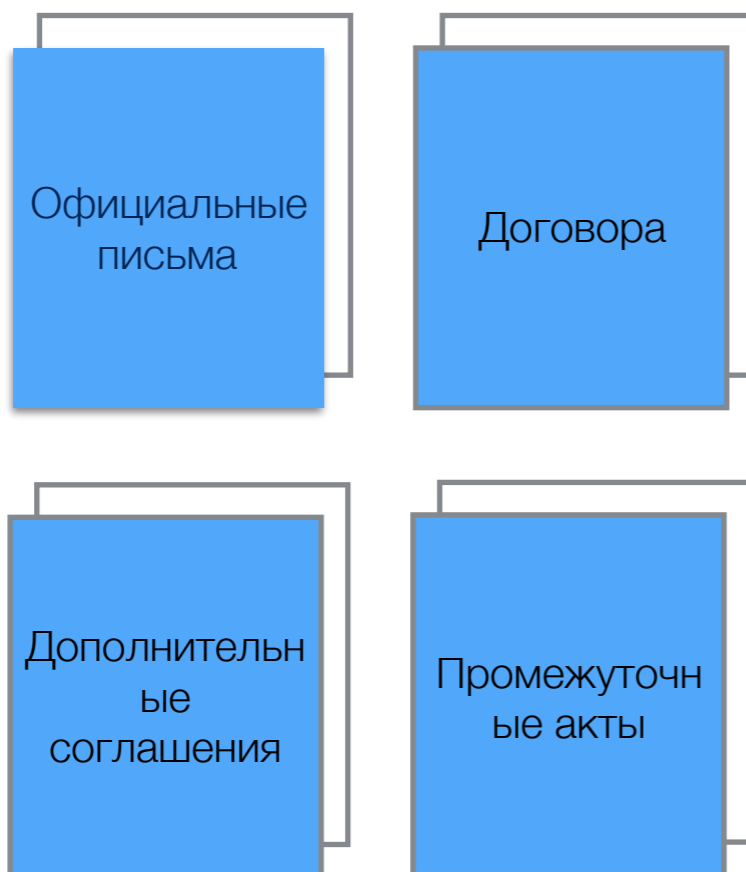 Официальные
письма
Договора
Дополнительн
ые
соглашения
Промежуточн
ые акты